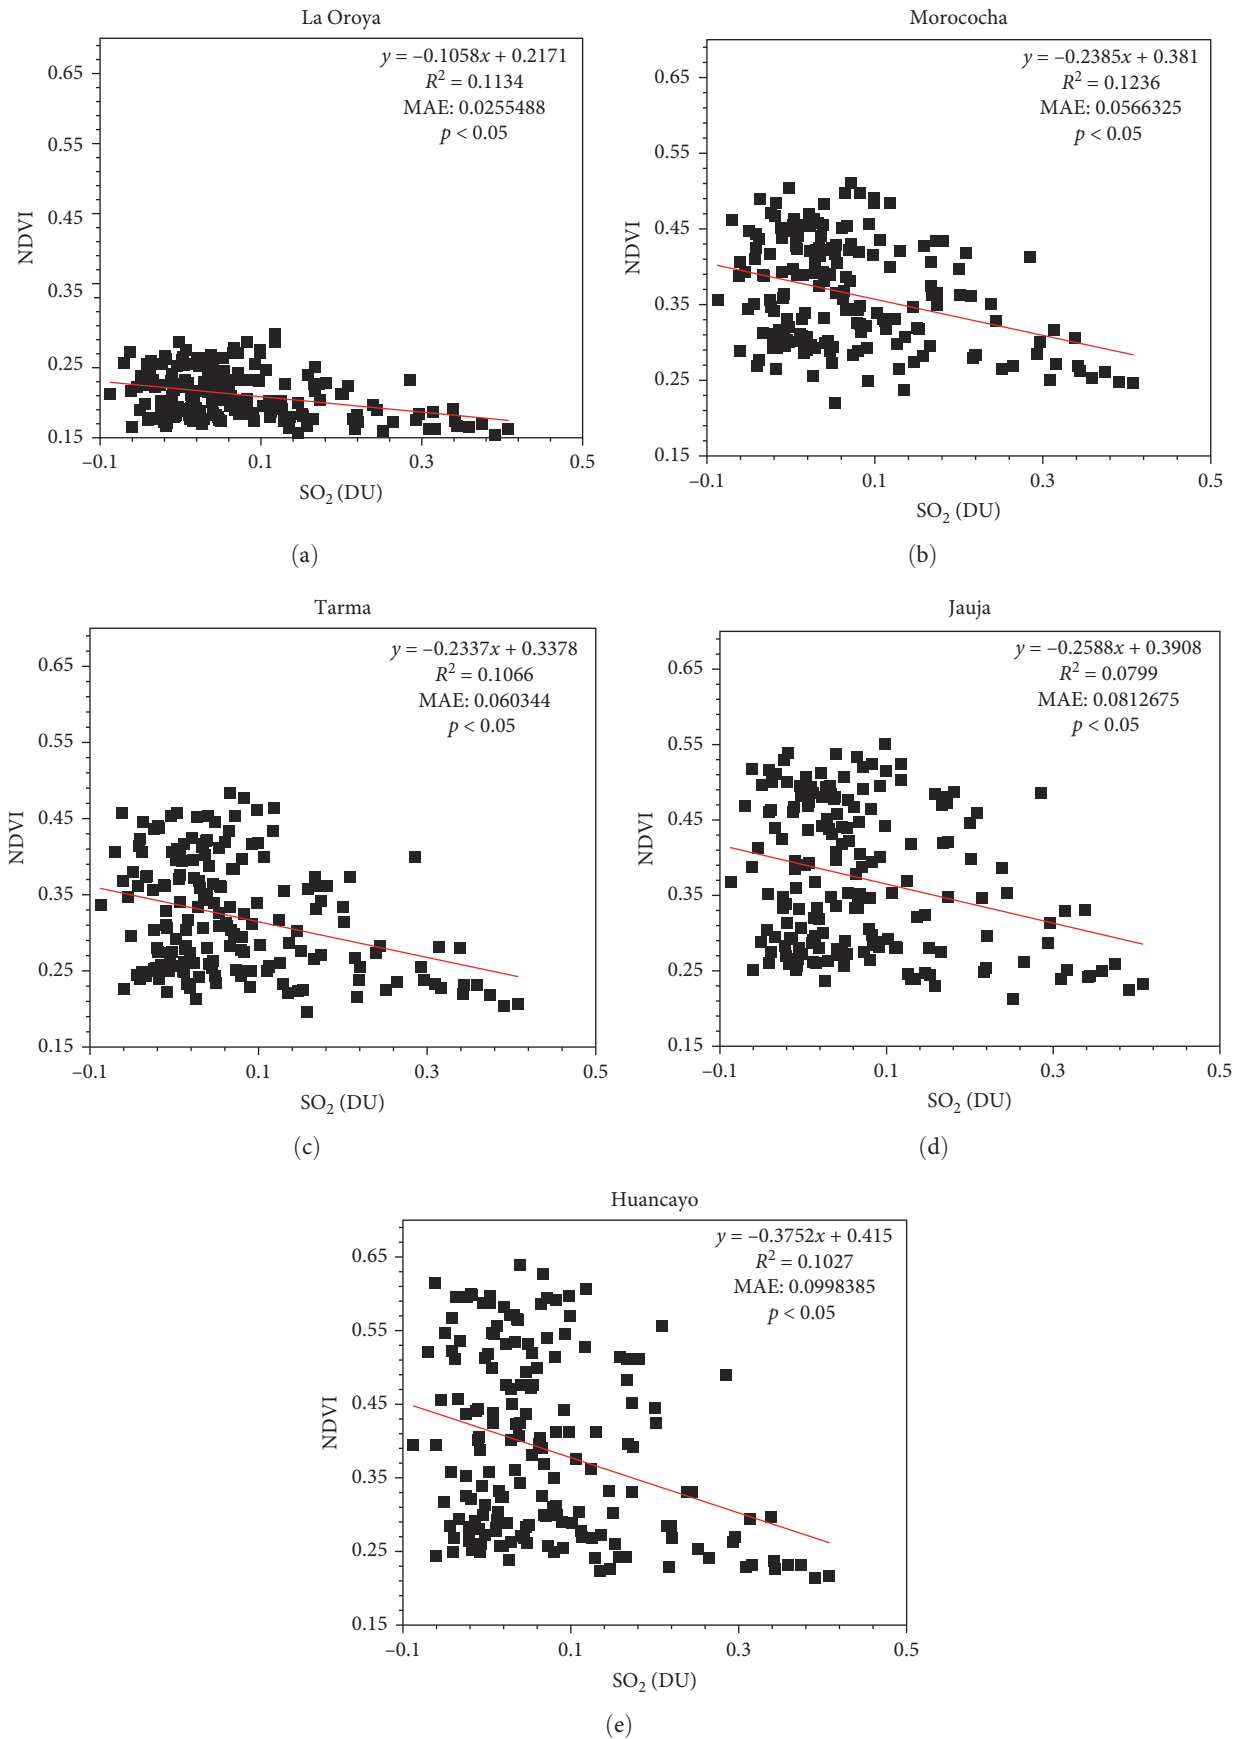 La Oroya
y = –0.1058x + 0.2171
R² = 0.1134
MAE: 0.0255488
p < 0.05
0.65
0.55
0.45
0.35
0.25
0.15
NDVI
–0.1
0.1
0.3
0.5
SO₂ (DU)
(a)
Morococha
y = –0.2385x + 0.381
R² = 0.1236
MAE: 0.0566325
p < 0.05
0.65
0.55
0.45
0.35
0.25
0.15
NDVI
–0.1
0.1
0.3
0.5
SO₂ (DU)
(b)
Tarma
y = –0.2337x + 0.3378
R² = 0.1066
MAE: 0.060344
p < 0.05
0.65
0.55
0.45
0.35
0.25
0.15
NDVI
–0.1
0.1
0.3
0.5
SO₂ (DU)
(c)
Jauja
y = –0.2588x + 0.3908
R² = 0.0799
MAE: 0.0812675
p < 0.05
0.65
0.55
0.45
0.35
0.25
0.15
NDVI
–0.1
0.1
0.3
0.5
SO₂ (DU)
(d)
Huancayo
y = –0.3752x + 0.415
R² = 0.1027
MAE: 0.0998385
p < 0.05
0.65
0.55
0.45
0.35
0.25
0.15
NDVI
–0.1
0.1
0.3
0.5
SO₂ (DU)
(e)